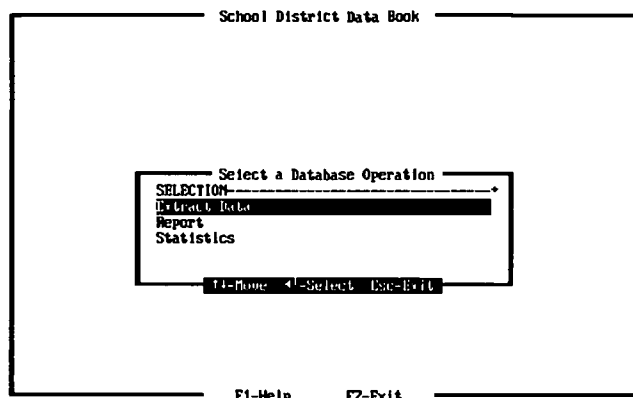 School District Data Book
Select a Database Operation
SELECTION
Extract Data
Report
Statistics
↑↓-Move ◄┘-Select Esc-Exit
F1-Help F2-Exit